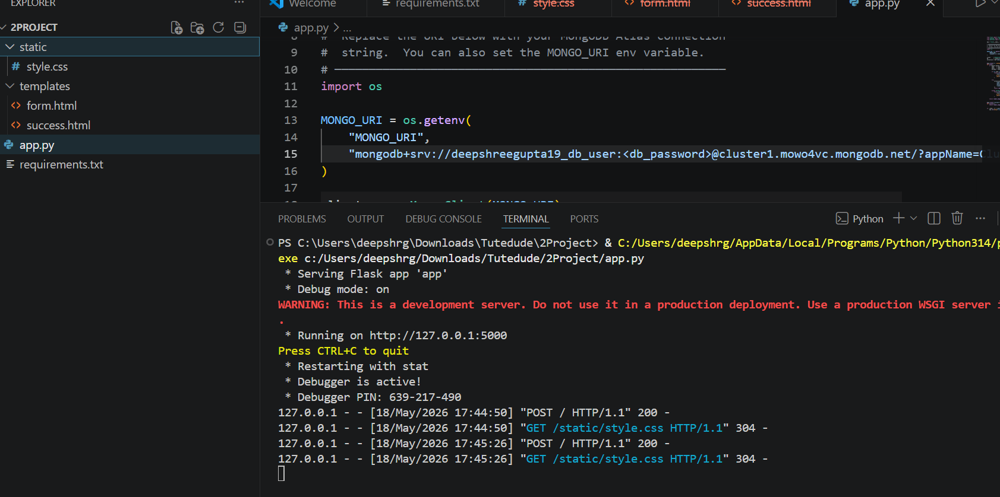 EXPLORER
···
2PROJECT
static
# style.css
templates
<> form.html
<> success.html
app.py
requirements.txt
Welcome
requirements.txt
# style.css
<> form.html
<> success.html
app.py
app.py > ...
8 # Replace the URI below with your MongoDB Atlas connection
9 #  string.  You can also set the MONGO_URI env variable.
10 # ───────────────────────────
11 import os
12
13 MONGO_URI = os.getenv(
14     "MONGO_URI",
15     "mongodb+srv://deepshreegupta19_db_user:<db_password>@cluster1.mowo4vc.mongodb.net/?appName=Clu
16 )
17
PROBLEMS OUTPUT DEBUG CONSOLE TERMINAL PORTS
Python
PS C:\Users\deepshrg\Downloads\Tutedude\2Project> & C:/Users/deepshrg/AppData/Local/Programs/Python/Python314/p
exe c:/Users/deepshrg/Downloads/Tutedude/2Project/app.py
 * Serving Flask app 'app'
 * Debug mode: on
WARNING: This is a development server. Do not use it in a production deployment. Use a production WSGI server i
.
 * Running on http://127.0.0.1:5000
Press CTRL+C to quit
 * Restarting with stat
 * Debugger is active!
 * Debugger PIN: 639-217-490
127.0.0.1 - - [18/May/2026 17:44:50] "POST / HTTP/1.1" 200 -
127.0.0.1 - - [18/May/2026 17:44:50] "GET /static/style.css HTTP/1.1" 304 -
127.0.0.1 - - [18/May/2026 17:45:26] "POST / HTTP/1.1" 200 -
127.0.0.1 - - [18/May/2026 17:45:26] "GET /static/style.css HTTP/1.1" 304 -